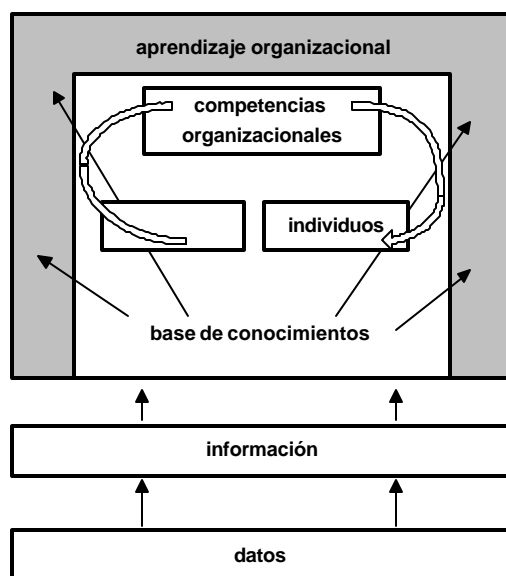 aprendizaje organizacional
competencias
organizacionales
individuos
base de conocimientos
información
datos